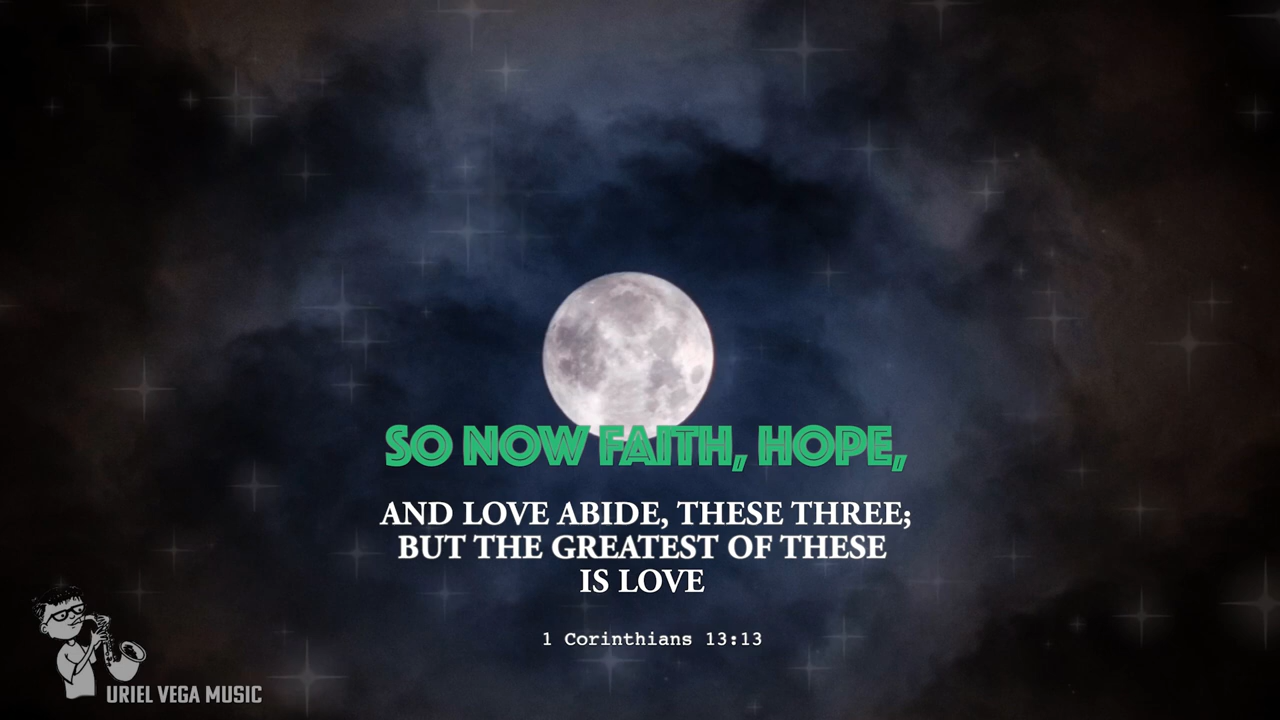 SO NOW FAITH, HOPE,
AND LOVE ABIDE, THESE THREE;
BUT THE GREATEST OF THESE
IS LOVE
1 Corinthians 13:13
URIEL VEGA MUSIC